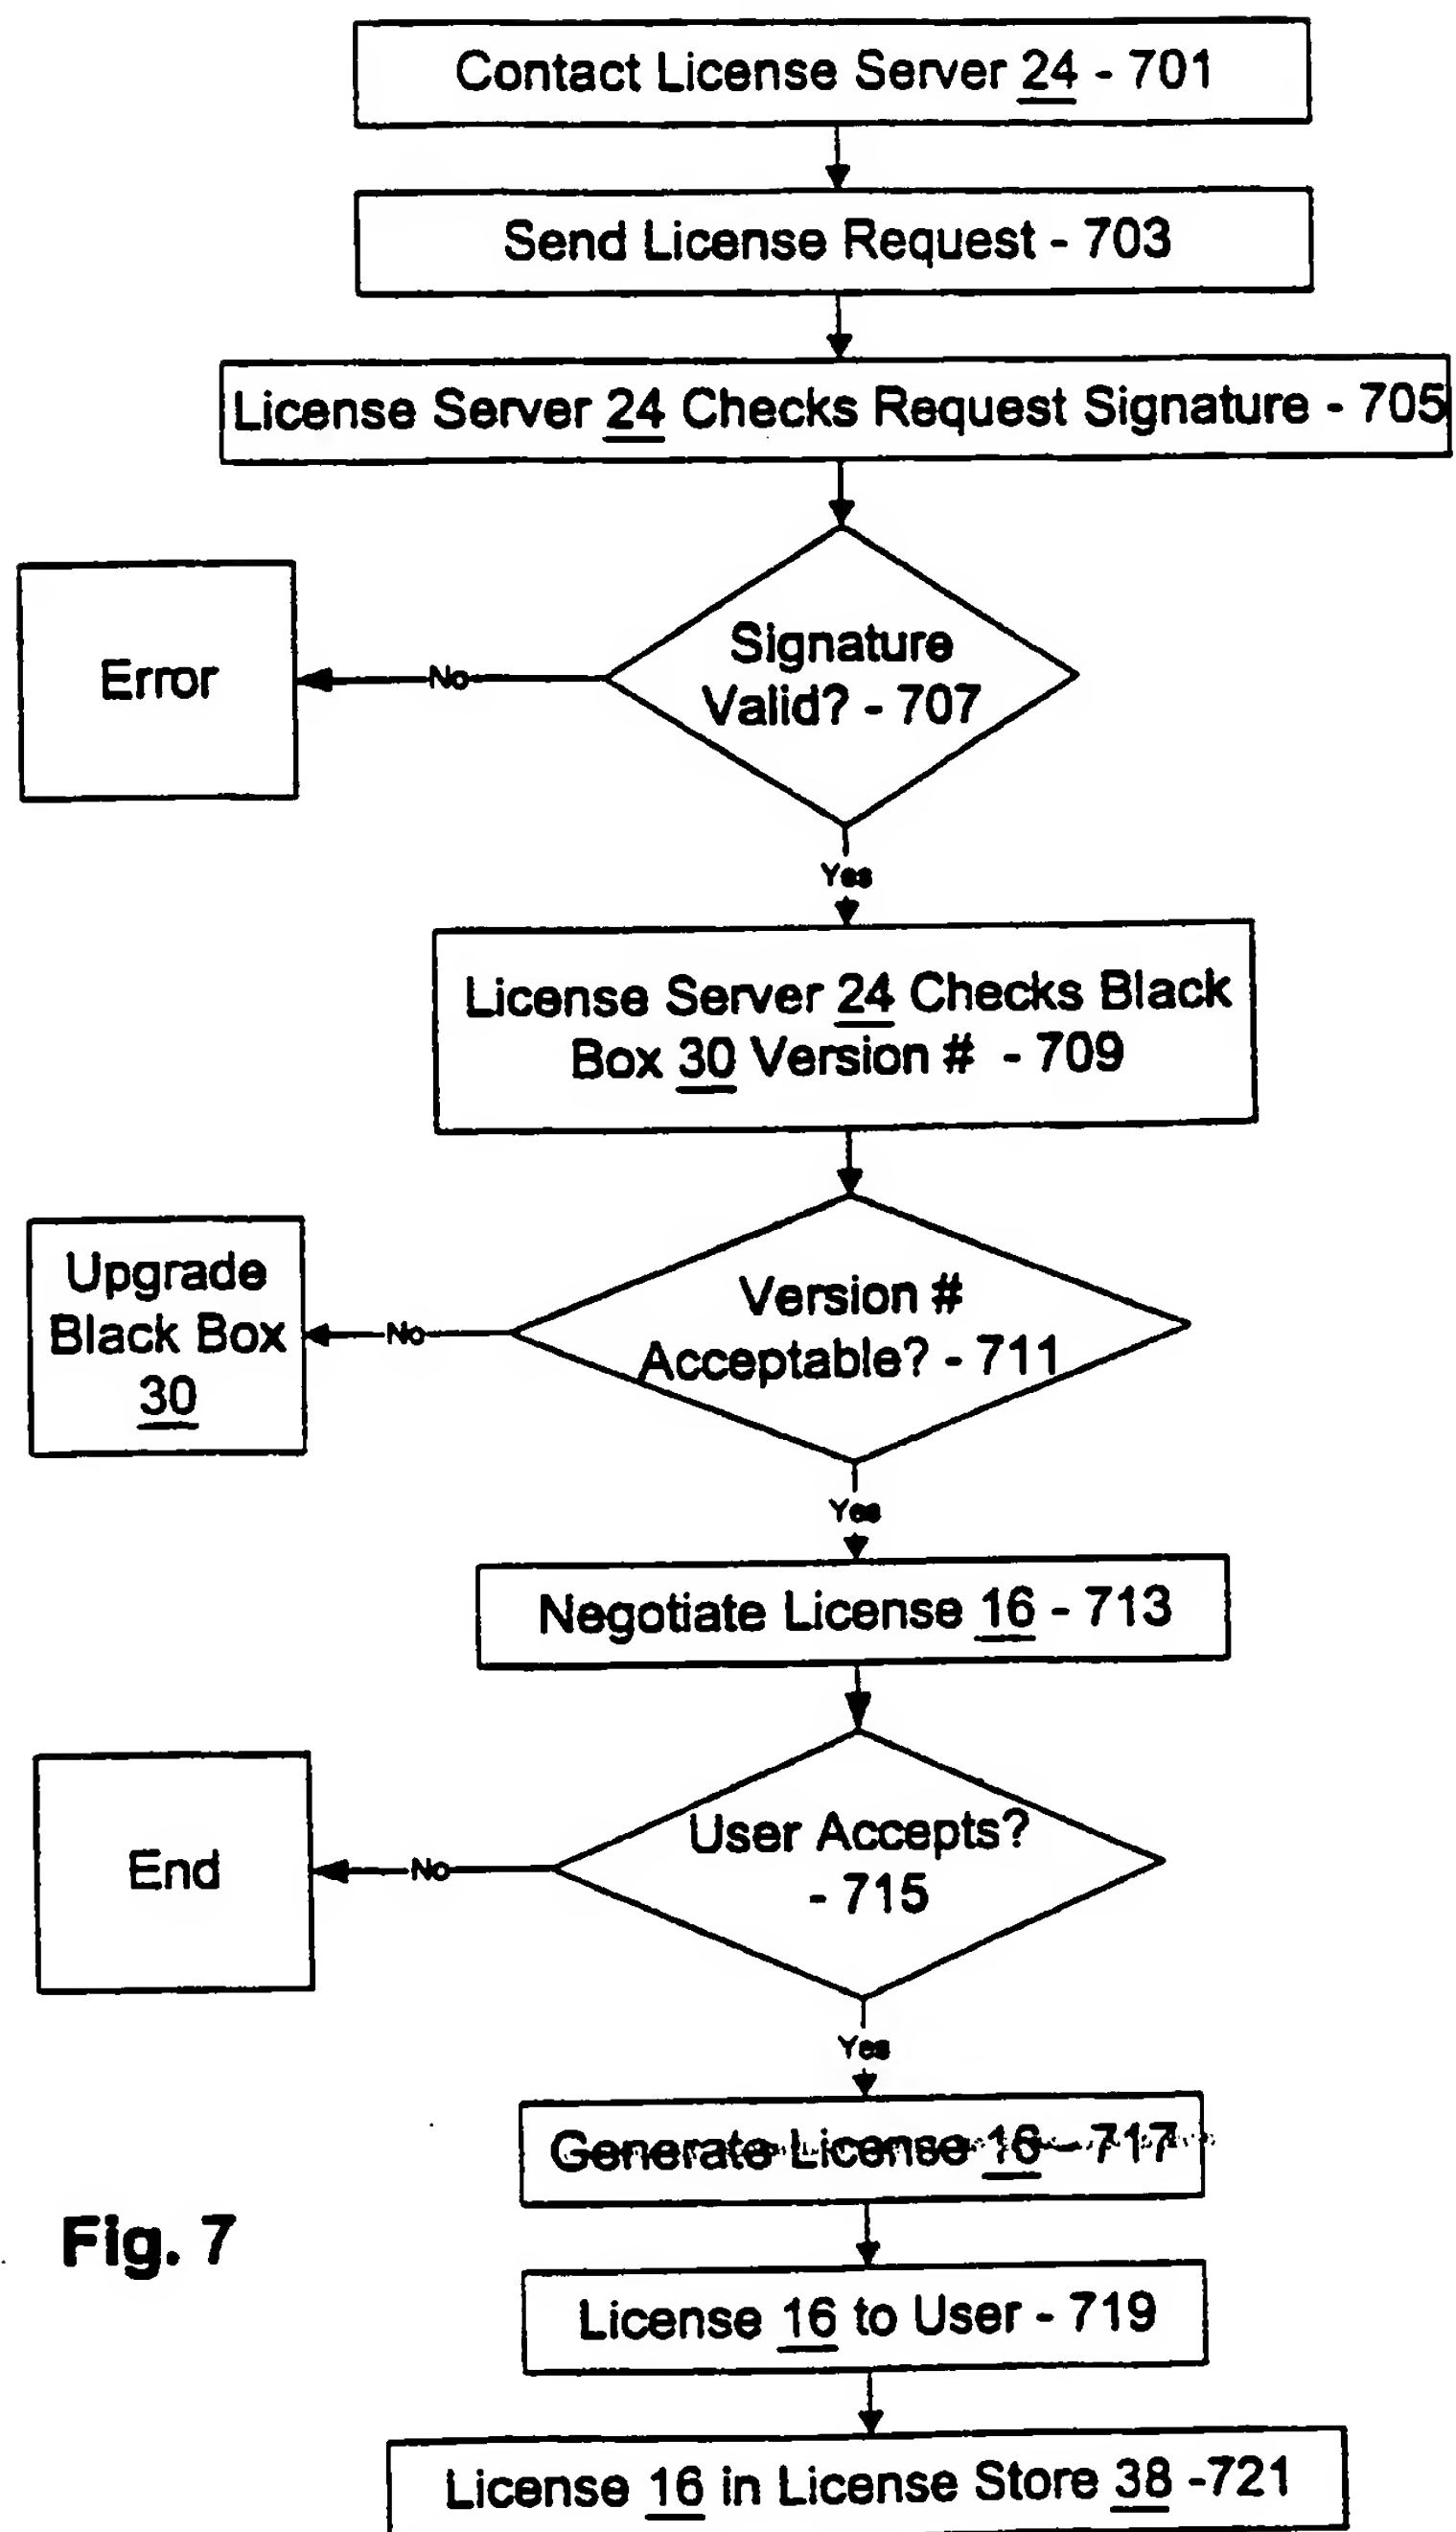 Contact License Server 24 - 701
Send License Request - 703
License Server 24 Checks Request Signature - 705
Signature
Valid? - 707
No
Error
Yes
License Server 24 Checks Black
Box 30 Version # - 709
Version #
Acceptable? - 711
No
Upgrade
Black Box
30
Yes
Negotiate License 16 - 713
User Accepts?
- 715
No
End
Yes
Generate License 16 - 717
License 16 to User - 719
License 16 in License Store 38 -721
Fig. 7